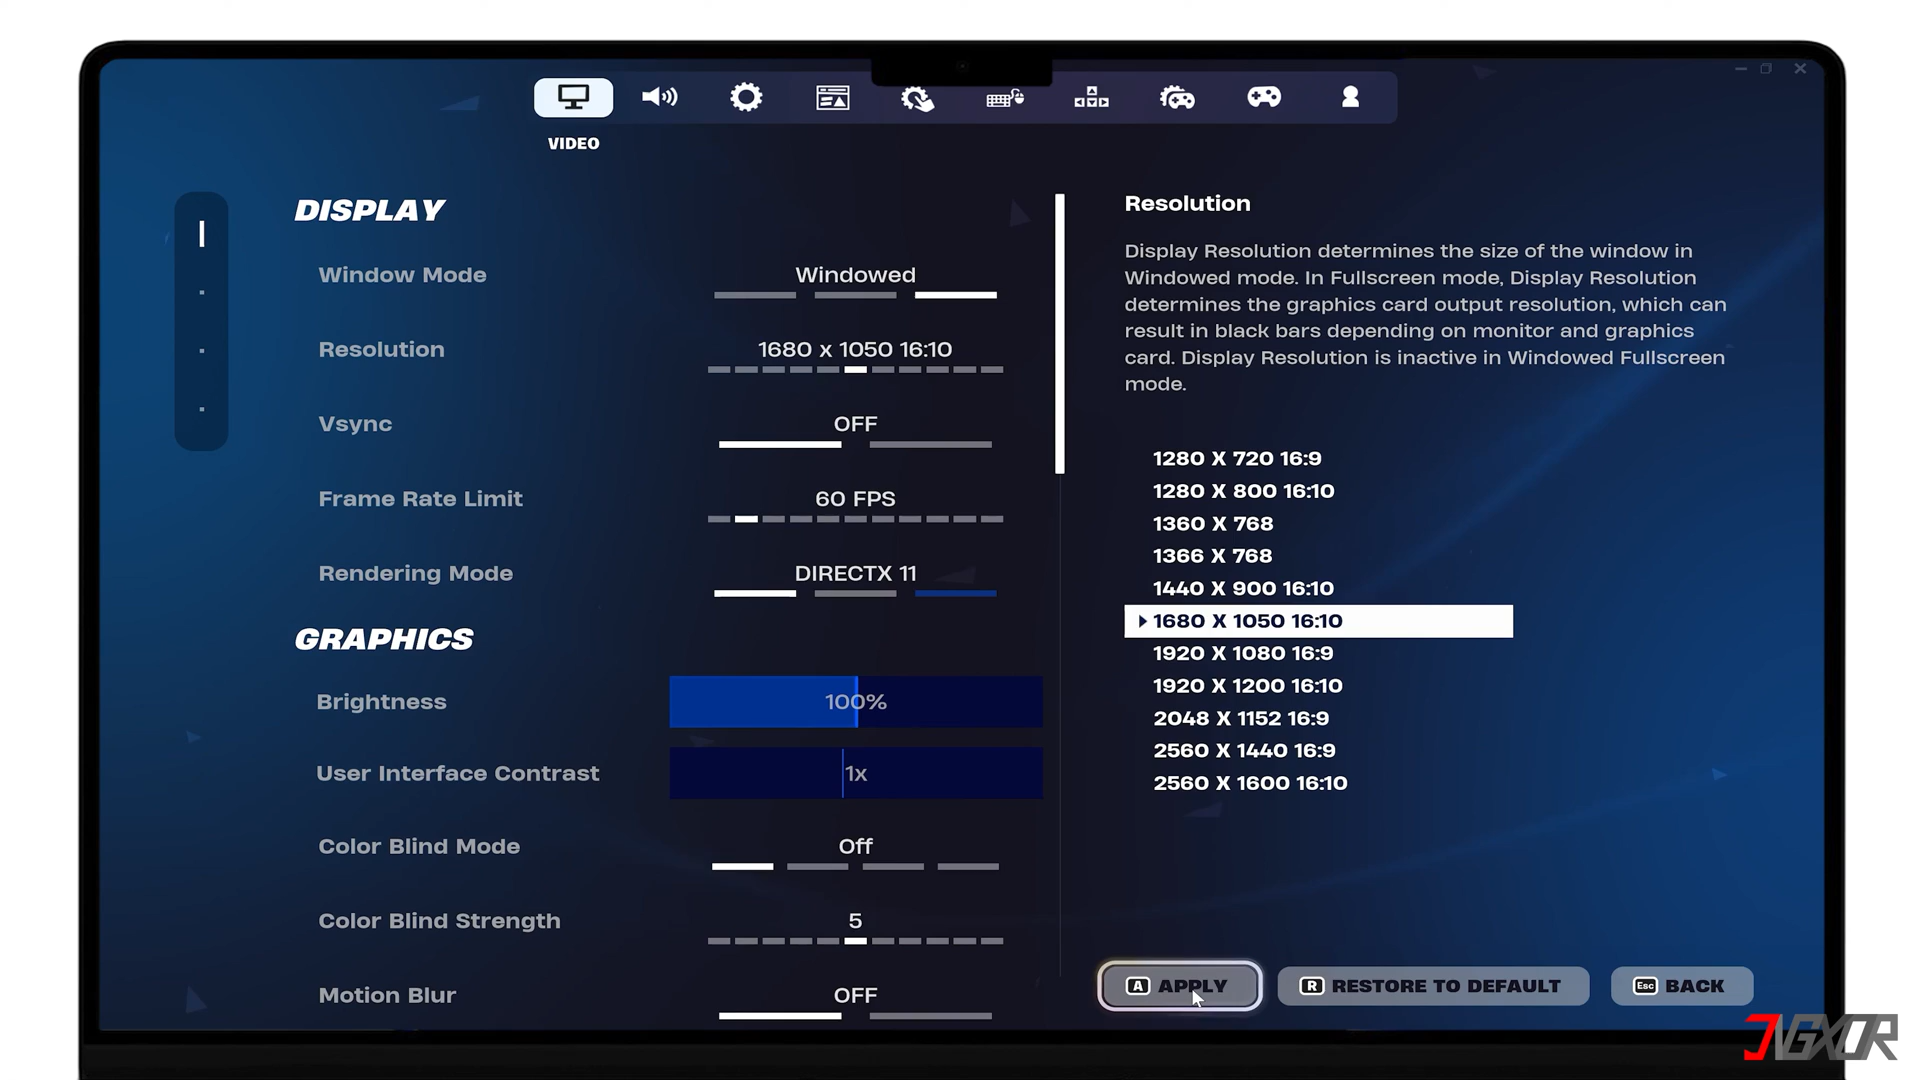 VIDEO
DISPLAY
Window Mode
Windowed
Resolution
1680 x 1050 16:10
Vsync
OFF
Frame Rate Limit
60 FPS
Rendering Mode
DIRECTX 11
GRAPHICS
Brightness
100%
User Interface Contrast
1x
Color Blind Mode
Off
Color Blind Strength
5
Motion Blur
OFF
Resolution
Display Resolution determines the size of the window in
Windowed mode. In Fullscreen mode, Display Resolution
determines the graphics card output resolution, which can
result in black bars depending on monitor and graphics
card. Display Resolution is inactive in Windowed Fullscreen
mode.
1280 X 720 16:9
1280 X 800 16:10
1360 X 768
1366 X 768
1440 X 900 16:10
1680 X 1050 16:10
1920 X 1080 16:9
1920 X 1200 16:10
2048 X 1152 16:9
2560 X 1440 16:9
2560 X 1600 16:10
A APPLY
R RESTORE TO DEFAULT
Esc BACK
JVGXOR